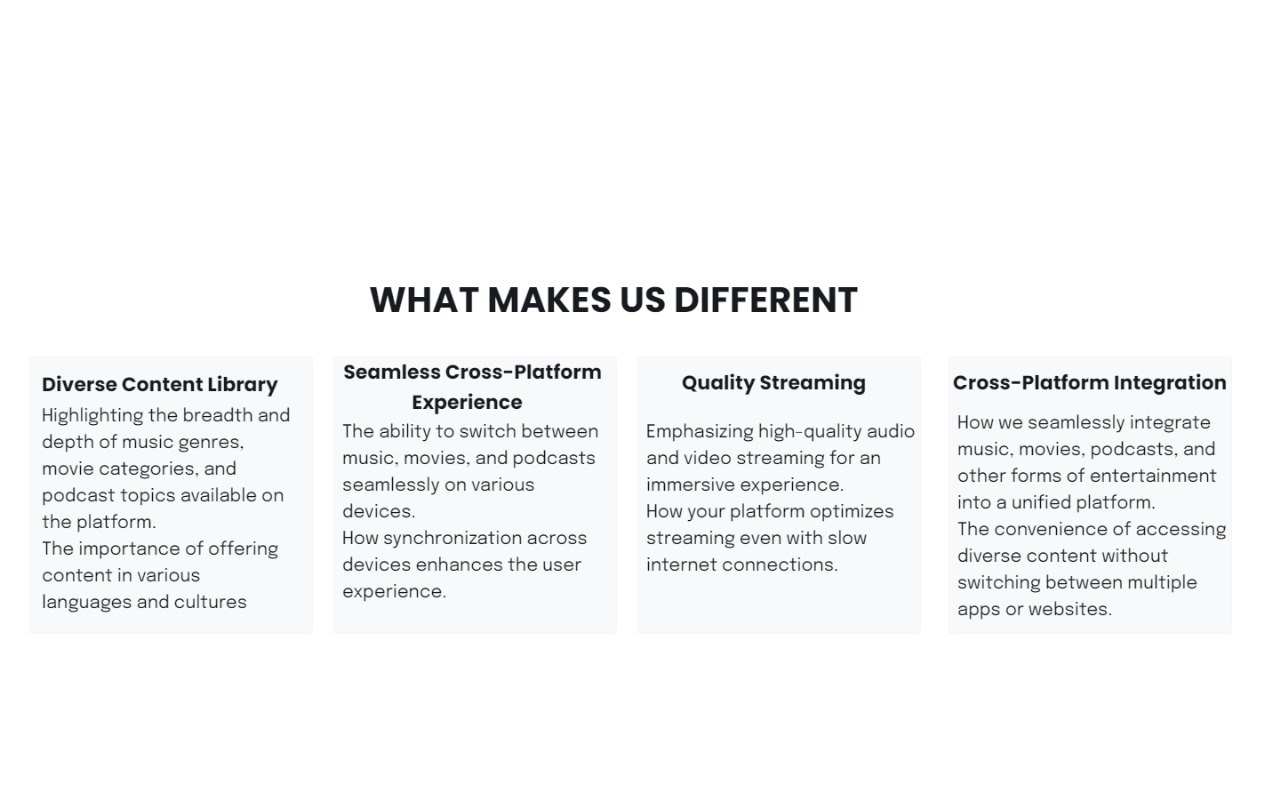 WHAT MAKES US DIFFERENT
Diverse Content Library
Highlighting the breadth and
depth of music genres,
movie categories, and
podcast topics available on
the platform.
The importance of offering
content in various
languages and cultures
Seamless Cross-Platform
Experience
The ability to switch between
music, movies, and podcasts
seamlessly on various
devices.
How synchronization across
devices enhances the user
experience.
Quality Streaming
Emphasizing high-quality audio
and video streaming for an
immersive experience.
How your platform optimizes
streaming even with slow
internet connections.
Cross-Platform Integration
How we seamlessly integrate
music, movies, podcasts, and
other forms of entertainment
into a unified platform.
The convenience of accessing
diverse content without
switching between multiple
apps or websites.